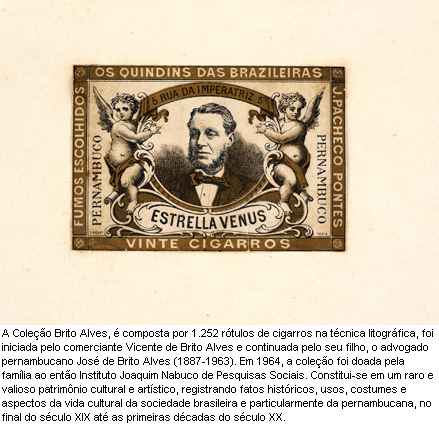 OS QUINDINS DAS BRAZILEIRAS
5 RUA DA IMPERATRIZ 5
FUMOS ESCOLHIDOS
PERNAMBUCO
PERNAMBUCO
J. PACHECO PONTES
ESTRELLA VENUS
VINTE CIGARROS
A Coleção Brito Alves, é composta por 1.252 rótulos de cigarros na técnica litográfica, foi
iniciada pelo comerciante Vicente de Brito Alves e continuada pelo seu filho, o advogado
pernambucano José de Brito Alves (1887-1963). Em 1964, a coleção foi doada pela
família ao então Instituto Joaquim Nabuco de Pesquisas Sociais. Constitui-se em um raro e
valioso patrimônio cultural e artístico, registrando fatos históricos, usos, costumes e
aspectos da vida cultural da sociedade brasileira e particularmente da pernambucana, no
final do século XIX até as primeiras décadas do século XX.